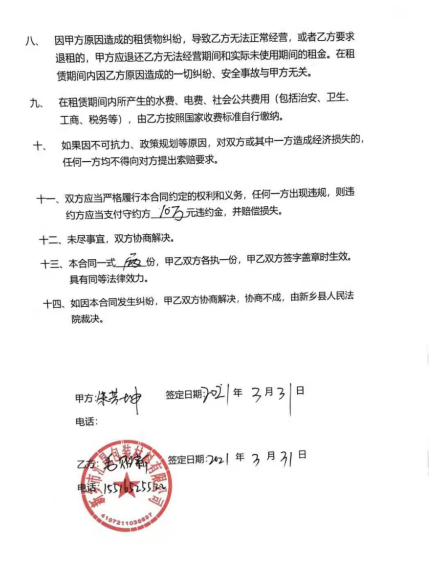 八、 因甲方原因造成的租赁物纠纷，导致乙方无法正常经营，或者乙方要求
退租的，甲方应退还乙方无法经营期间和实际未使用期间的租金。在租
赁期间内因乙方原因造成的一切纠纷、安全事故与甲方无关。
九、 在租赁期间内所产生的水费、电费、社会公共费用（包括治安、卫生、
工商、税务等），由乙方按照国家收费标准自行缴纳。
十、 如果因不可抗力、政策规划等原因，对双方或其中一方造成经济损失的，
任何一方均不得向对方提出索赔要求。
十一、双方应当严格履行本合同约定的权利和义务，任何一方出现违规，则违
约方应当支付守约方 10万 元违约金，并赔偿损失。
十二、未尽事宜，双方协商解决。
十三、本合同一式 份，甲乙双方各执一份，甲乙双方签字盖章时生效。
具有同等法律效力。
十四、如因本合同发生纠纷，甲乙双方协商解决，协商不成，由新乡县人民法
院裁决。
甲方： 签定日期：2021 年 3 月 31 日
电话：
乙方： 签定日期：2021 年 3 月 31 日
电话：
4107211036697